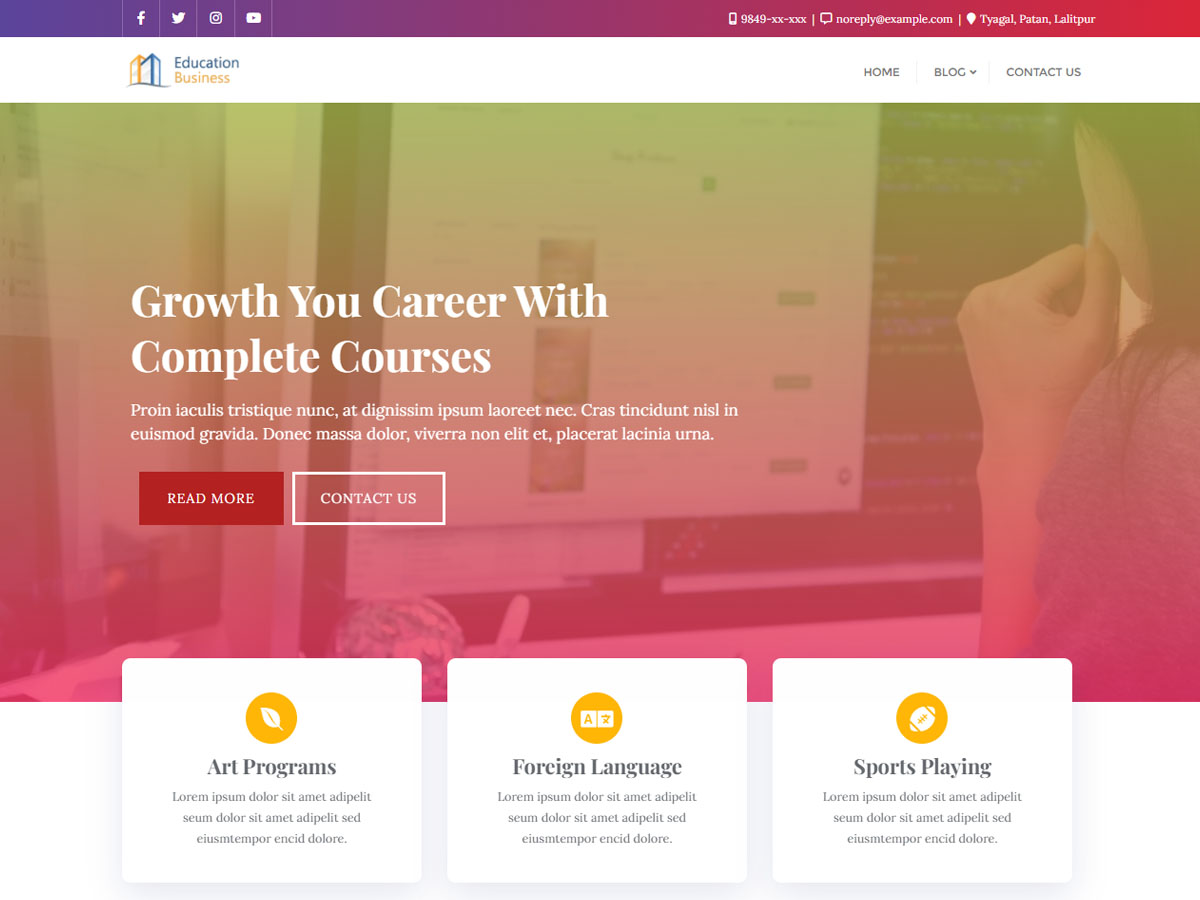 9849-xx-xxx | noreply@example.com | Tyagal, Patan, Lalitpur
Education
Business
HOME
BLOG
CONTACT US
Growth You Career With
Complete Courses
Proin iaculis tristique nunc, at dignissim ipsum laoreet nec. Cras tincidunt nisl in
euismod gravida. Donec massa dolor, viverra non elit et, placerat lacinia urna.
READ MORE
CONTACT US
Art Programs
Lorem ipsum dolor sit amet adipelit
seum dolor sit amet adipelit sed
eiusmtempor encid dolore.
Foreign Language
Lorem ipsum dolor sit amet adipelit
seum dolor sit amet adipelit sed
eiusmtempor encid dolore.
Sports Playing
Lorem ipsum dolor sit amet adipelit
seum dolor sit amet adipelit sed
eiusmtempor encid dolore.